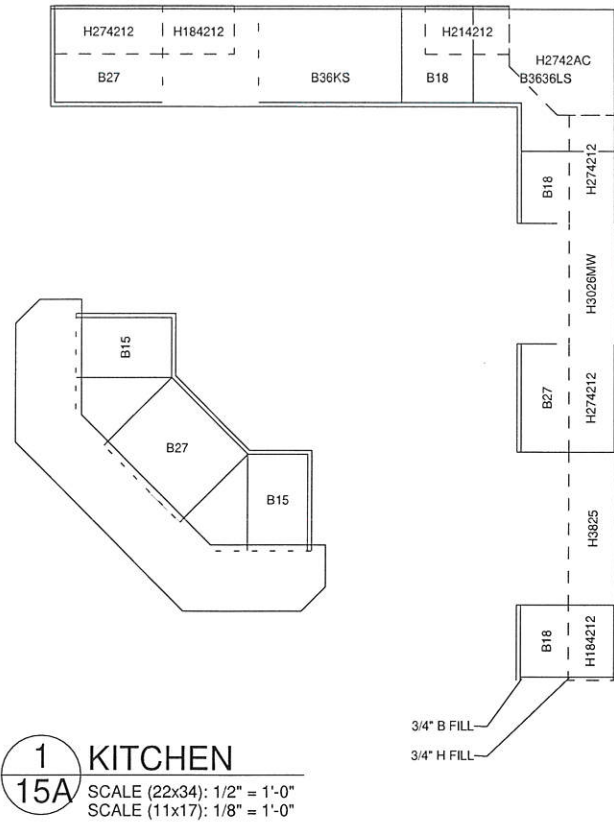 H274212
H184212
H214212
H2742AC
B27
B36KS
B18
B3636LS
B18
H274212
H3026MW
B15
B27
H274212
B27
B15
H3825
B18
H184212
3/4" B FILL
3/4" H FILL
1
KITCHEN
15A
SCALE (22x34): 1/2" = 1'-0"
SCALE (11x17): 1/8" = 1'-0"